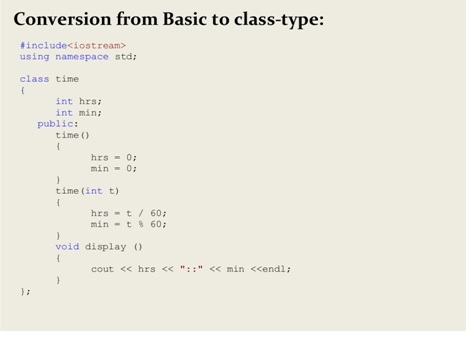 Conversion from Basic to class-type:
#include<iostream>
using namespace std;
class time
{
int hrs;
int min;
public:
time()
{
hrs = 0;
min = 0;
}
time(int t)
{
hrs = t / 60;
min = t % 60;
}
void display ()
{
cout << hrs << "::" << min <<endl;
}
};